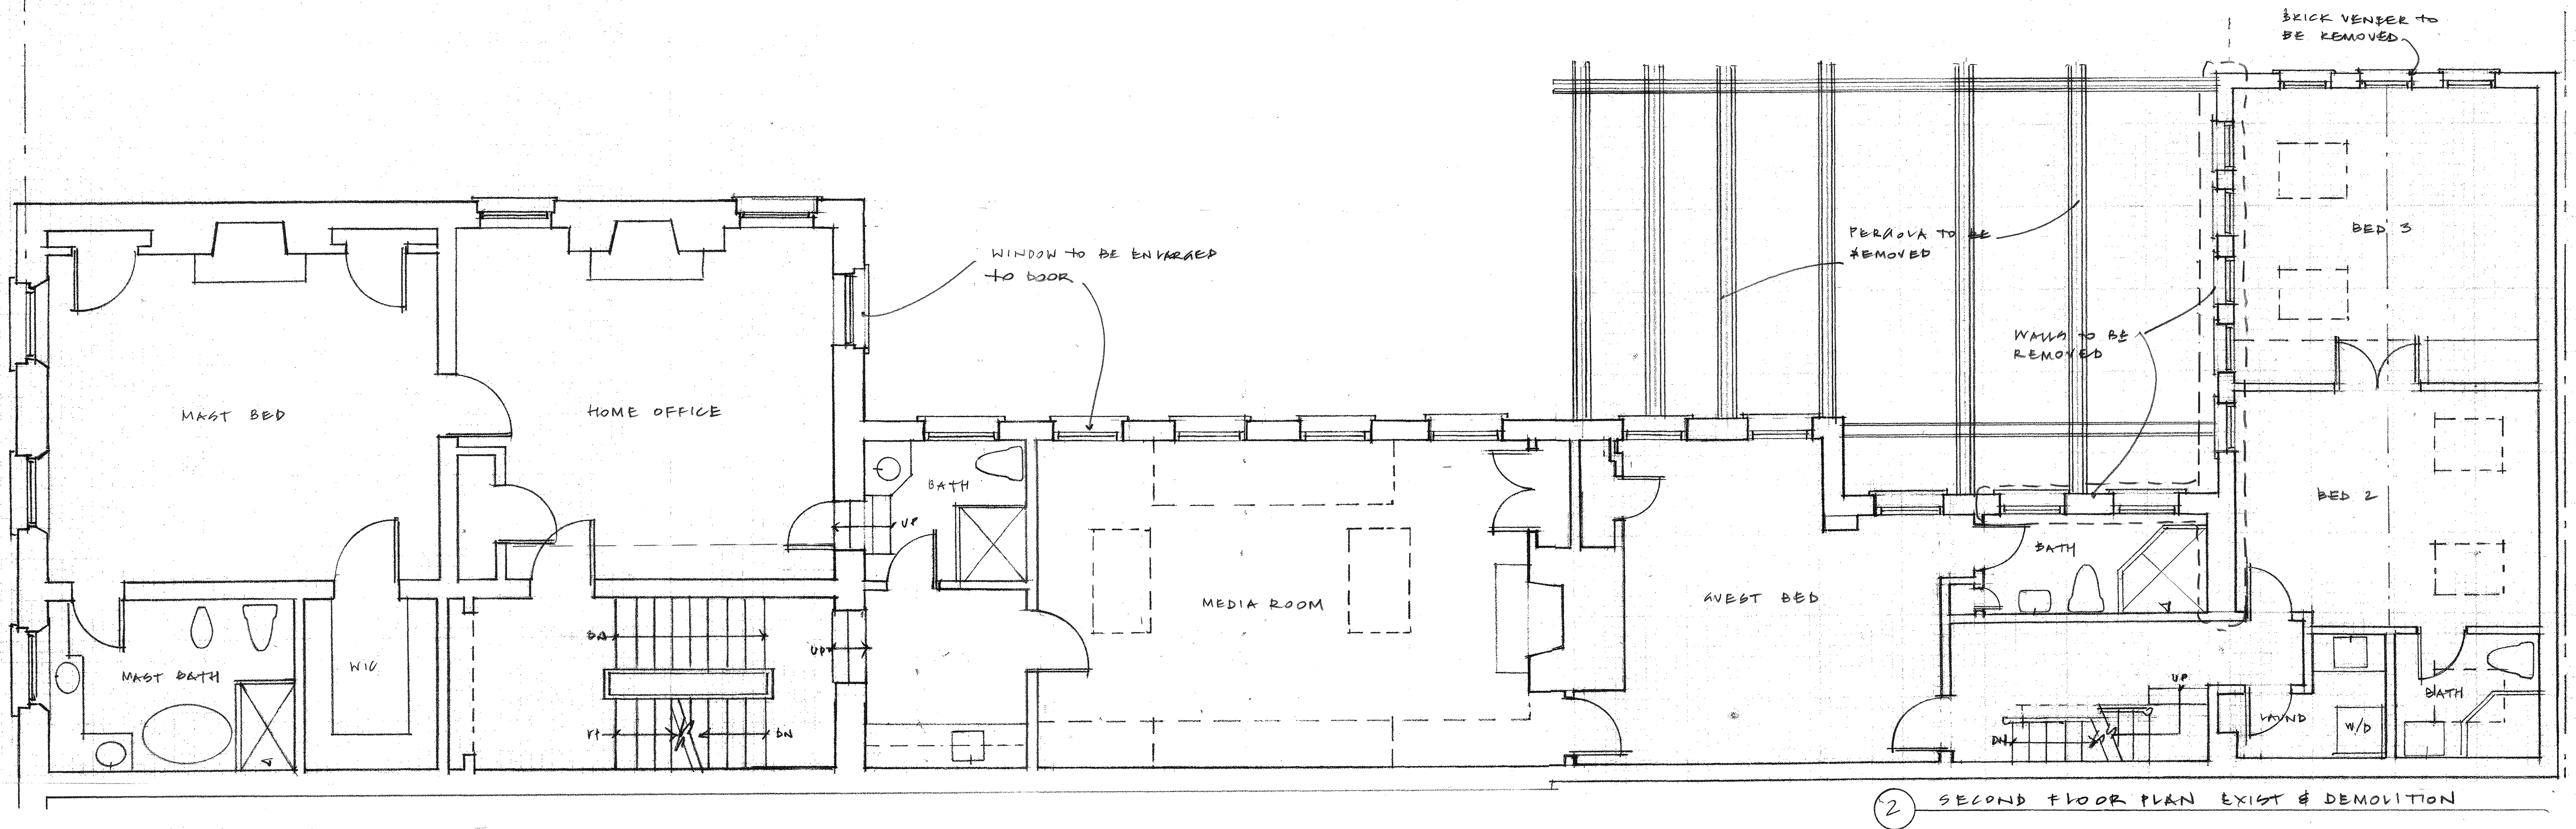 BRICK VENEER TO
BE REMOVED
WINDOW TO BE ENLARGED
TO DOOR
PERGOLA TO BE
REMOVED
WALLS TO BE
REMOVED
BED 3
MAST BED
HOME OFFICE
BATH
UP
BED 2
BATH
MEDIA ROOM
GUEST BED
DN
UP
WIC
MAST BATH
UP
DN
UP
DN
LAUND
W/D
BATH
2 SECOND FLOOR PLAN EXIST & DEMOLITION